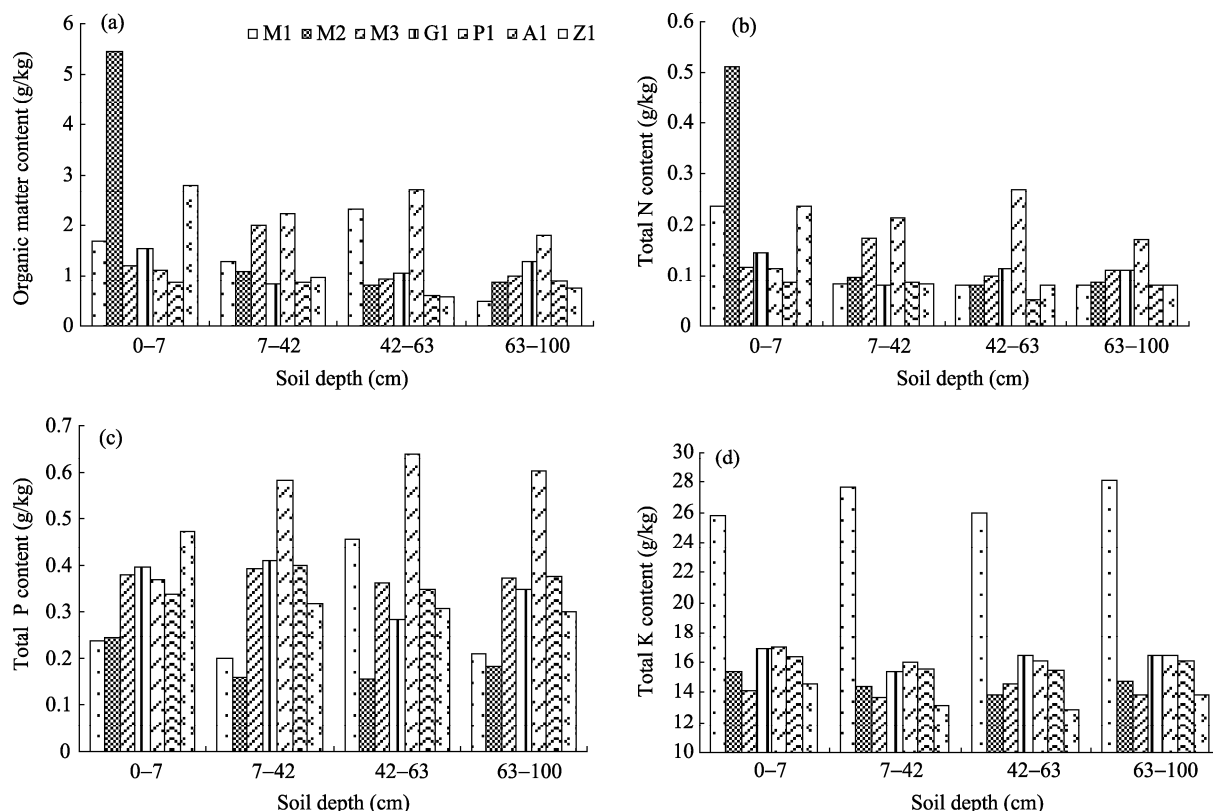 (a)
M1 M2 M3 G1 P1 A1 Z1
6
5
4
3
2
1
0
Organic matter content (g/kg)
0–7 7–42 42–63 63–100
Soil depth (cm)
(b)
0.6
0.5
0.4
0.3
0.2
0.1
0
Total N content (g/kg)
0–7 7–42 42–63 63–100
Soil depth (cm)
(c)
0.7
0.6
0.5
0.4
0.3
0.2
0.1
0
Total P content (g/kg)
0–7 7–42 42–63 63–100
Soil depth (cm)
(d)
30
28
26
24
22
20
18
16
14
12
10
Total K content (g/kg)
0–7 7–42 42–63 63–100
Soil depth (cm)